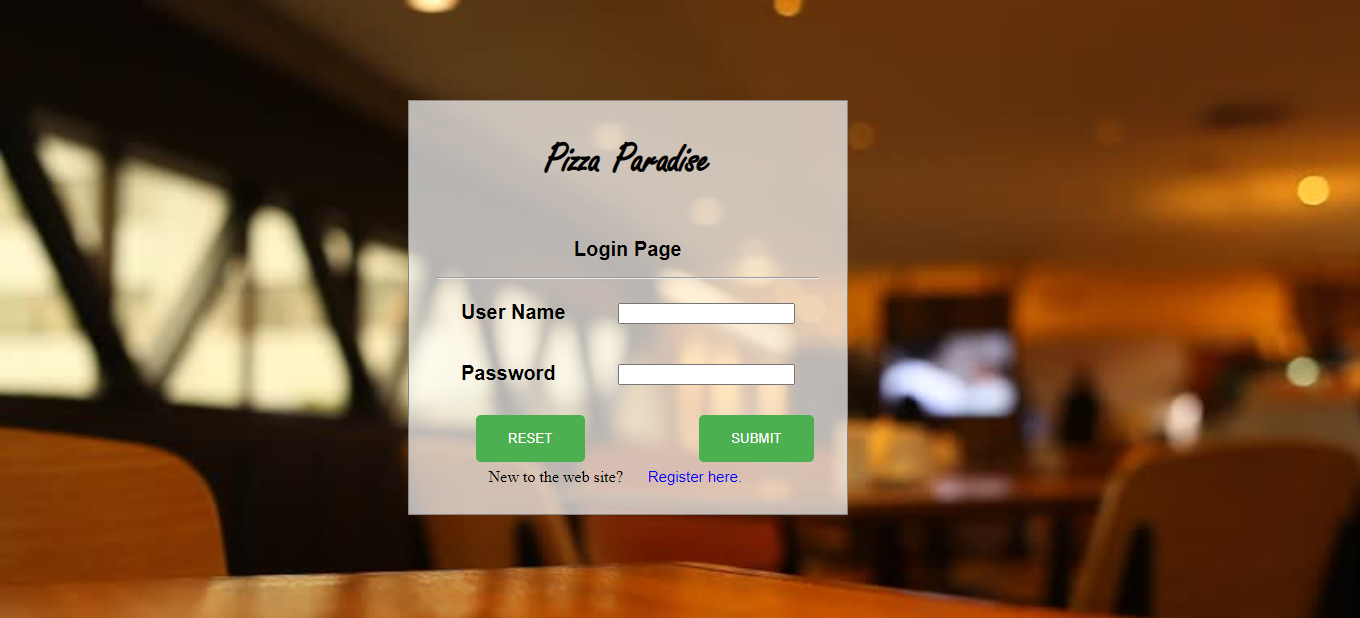 Pizza Paradise
Login Page
User Name
Password
RESET SUBMIT
New to the web site? Register here.